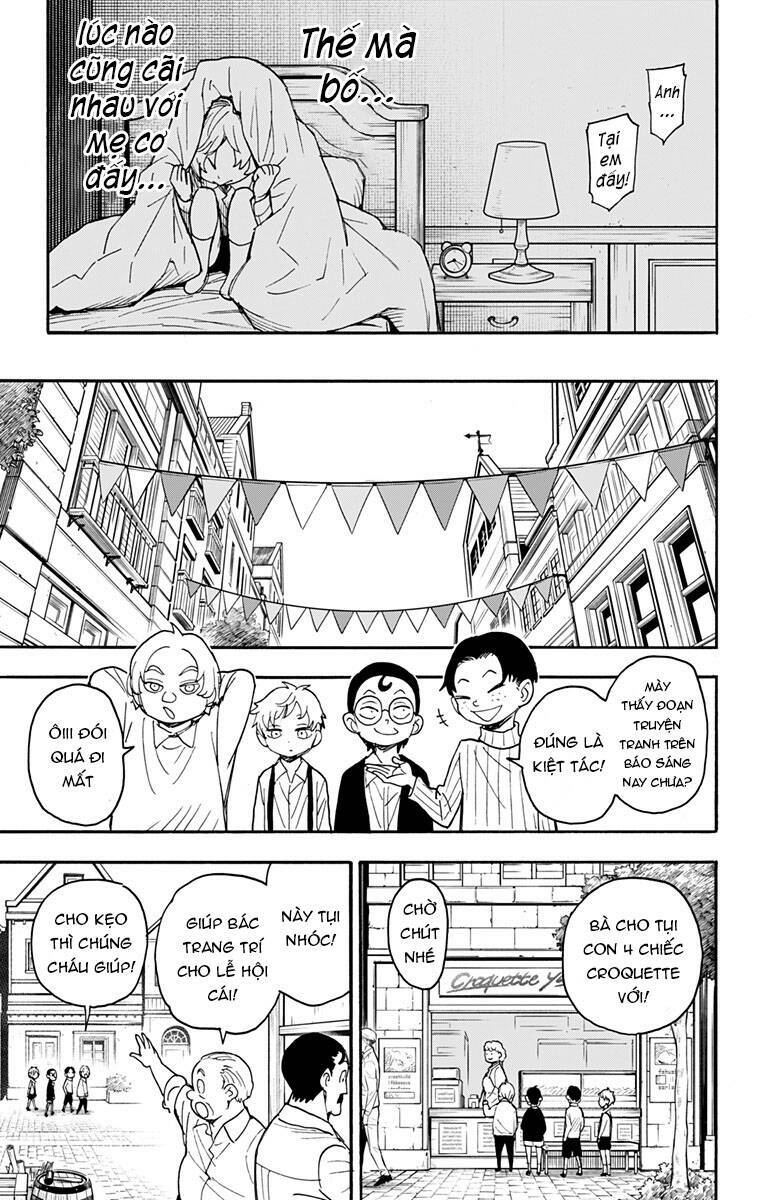 Anh
...
Tại
em
đấy!
Thế mà
bố...
lúc nào
cũng cãi
nhau với
mẹ cơ
đấy...
MÀY
THẤY ĐOẠN
TRUYỆN
TRANH TRÊN
BÁO SÁNG
NAY CHƯA?
ĐÚNG LÀ
KIỆT TÁC!
ÔIII ĐÓI
QUÁ ĐI
MẤT
BÀ CHO TỤI
CON 4 CHIẾC
CROQUETTE
VỚI!
CHỜ
CHÚT
NHÉ
Croquette
NÀY TỤI
NHÓC!
GIÚP BÁC
TRANG TRÍ
CHO LỄ HỘI
CÁI!
CHO KẸO
THÌ CHÚNG
CHÁU GIÚP!